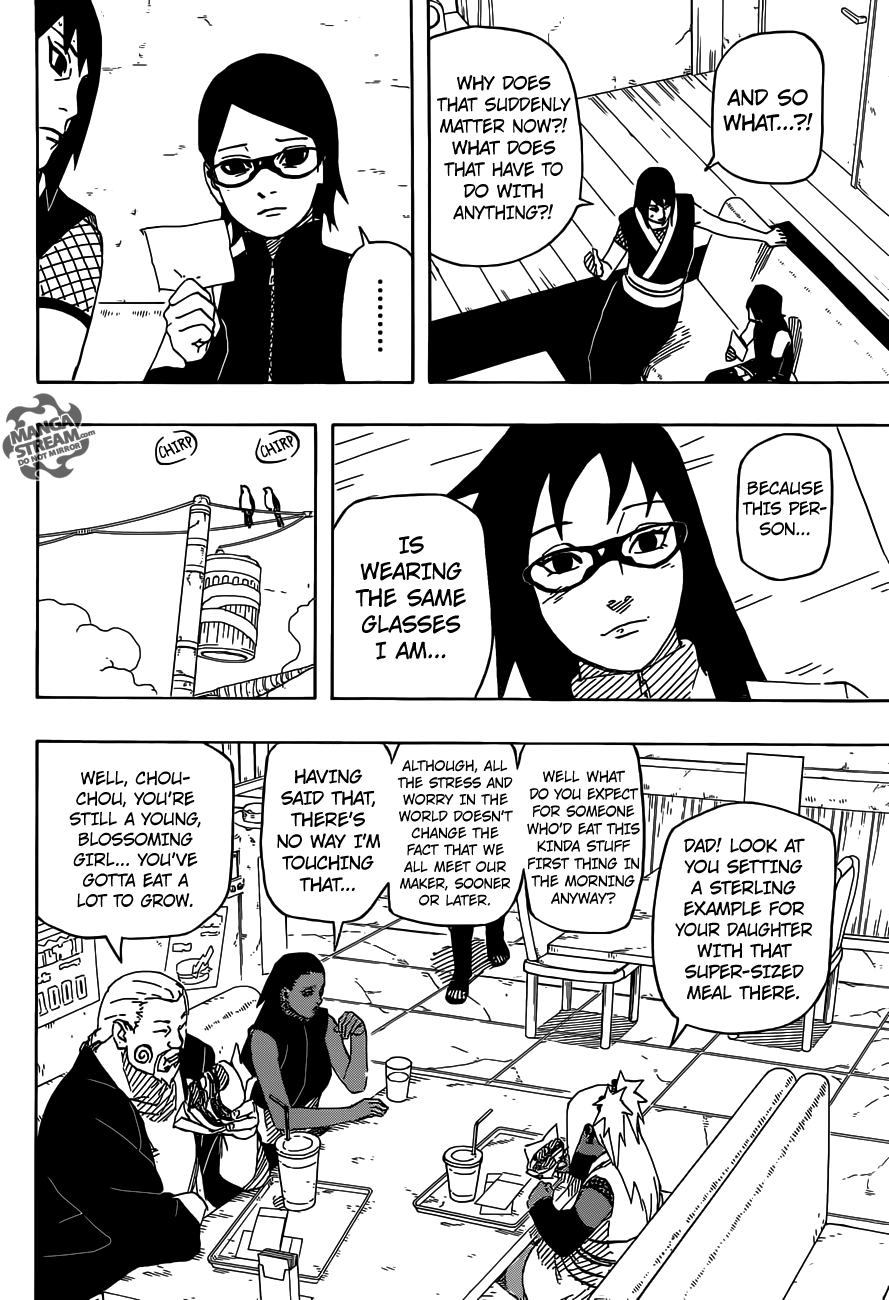 AND SO
WHAT...?!
WHY DOES
THAT SUDDENLY
MATTER NOW?!
WHAT DOES
THAT HAVE TO
DO WITH
ANYTHING?!
........
BECAUSE
THIS PER-
SON...
IS
WEARING
THE SAME
GLASSES
I AM...
CHIRP
CHIRP
MANGA
STREAM.com
DO NOT MIRROR!
DAD! LOOK AT
YOU SETTING
A STERLING
EXAMPLE FOR
YOUR DAUGHTER
WITH THAT
SUPER-SIZED
MEAL THERE.
WELL WHAT
DO YOU EXPECT
FOR SOMEONE
WHO'D EAT THIS
KINDA STUFF
FIRST THING IN
THE MORNING
ANYWAY?
ALTHOUGH, ALL
THE STRESS AND
WORRY IN THE
WORLD DOESN'T
CHANGE THE
FACT THAT WE
ALL MEET OUR
MAKER, SOONER
OR LATER.
HAVING
SAID THAT,
THERE'S
NO WAY I'M
TOUCHING
THAT...
WELL, CHOU-
CHOU, YOU'RE
STILL A YOUNG,
BLOSSOMING
GIRL... YOU'VE
GOTTA EAT A
LOT TO GROW.